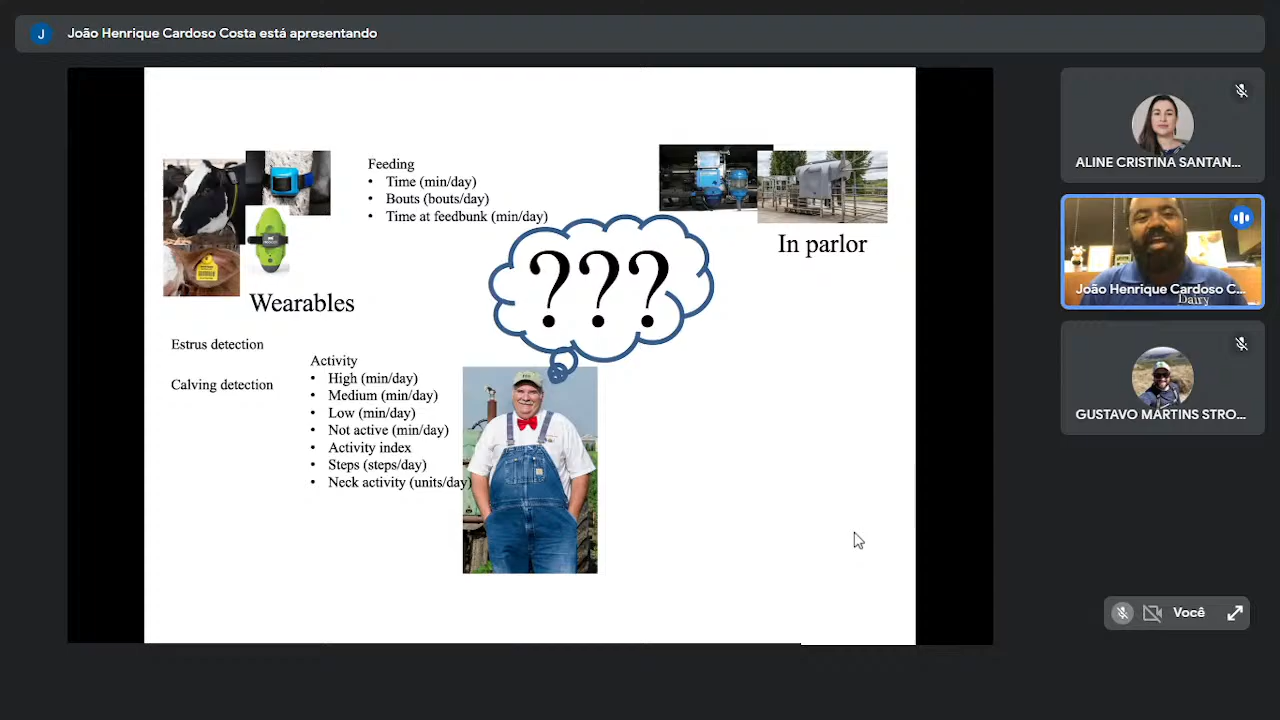 J
João Henrique Cardoso Costa está apresentando
Feeding
• Time (min/day)
• Bouts (bouts/day)
• Time at feedbunk (min/day)
???
Wearables
In parlor
Estrus detection
Calving detection
Activity
• High (min/day)
• Medium (min/day)
• Low (min/day)
• Not active (min/day)
• Activity index
• Steps (steps/day)
• Neck activity (units/day)
ALINE CRISTINA SANTAN...
João Henrique Cardoso C...
Dairy
GUSTAVO MARTINS STRO...
Você